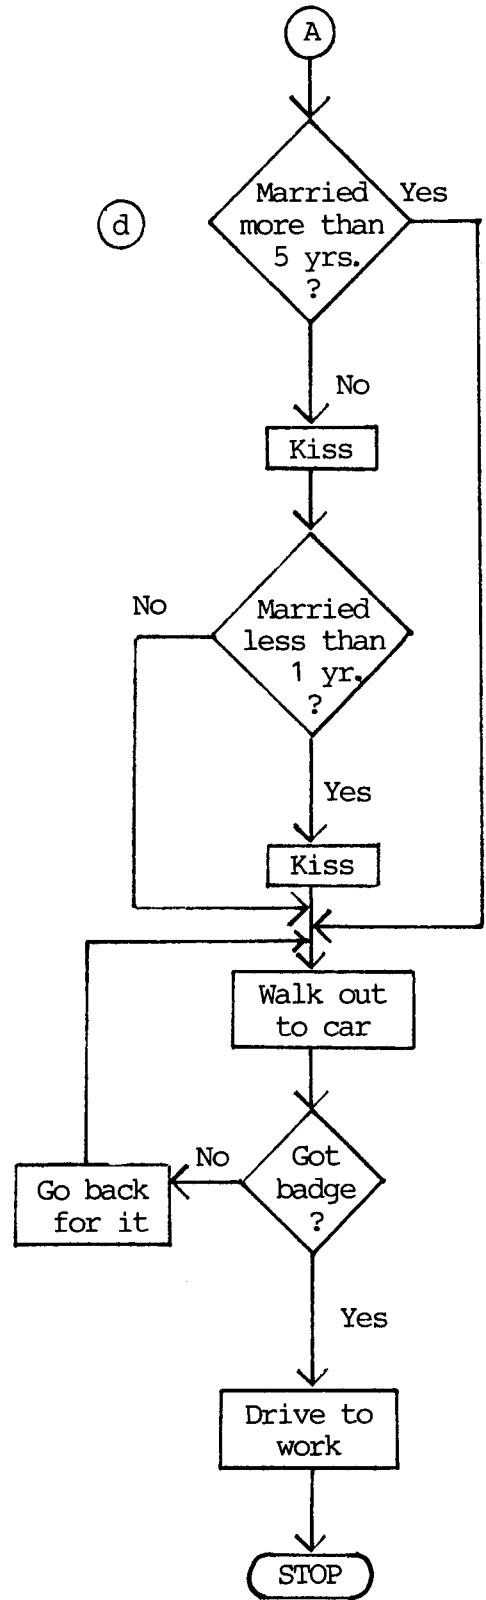 A
Married
more than
5 yrs.
?
Yes
d
No
Kiss
No
Married
less than
1 yr.
?
Yes
Kiss
Walk out
to car
No
Got
badge
?
Go back
for it
Yes
Drive to
work
STOP